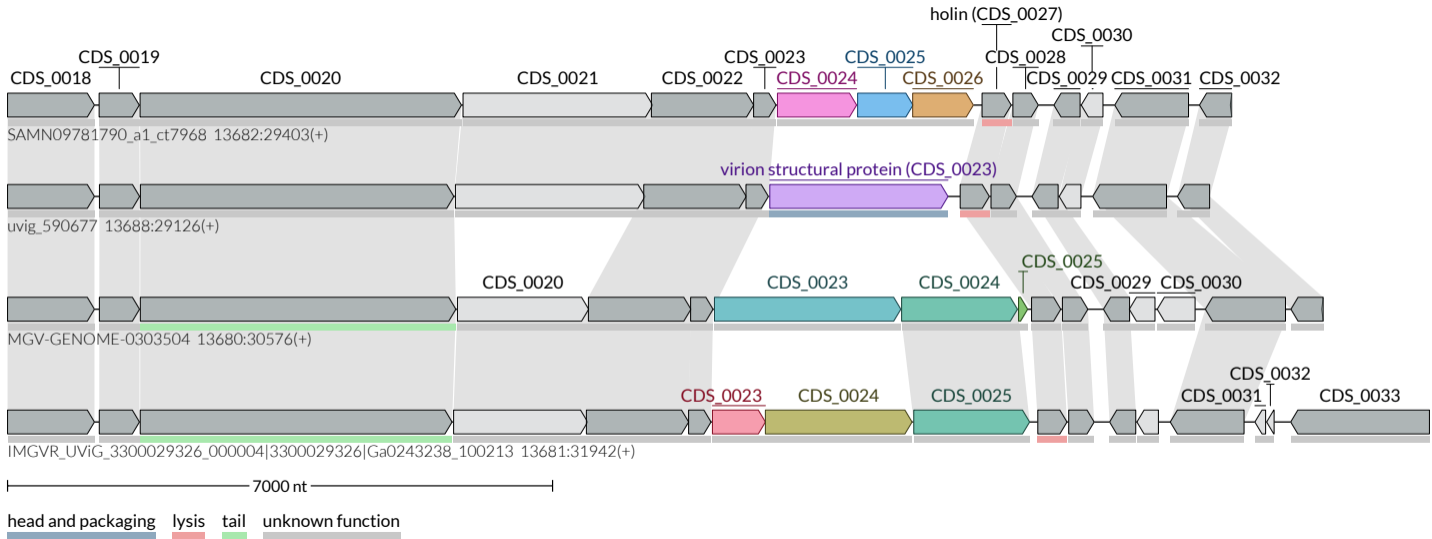 holin (CDS_0027)
CDS_0030
CDS_0019 CDS_0023 CDS_0025 CDS_0028
CDS_0018 CDS_0020 CDS_0021 CDS_0022 CDS_0024 CDS_0026 CDS_0029 CDS_0031 CDS_0032
SAMN09781790_a1_ct7968 13682:29403(+)
virion structural protein (CDS_0023)
uvig_590677 13688:29126(+)
CDS_0025
CDS_0020 CDS_0023 CDS_0024 CDS_0029 CDS_0030
MGV-GENOME-0303504 13680:30576(+)
CDS_0032
CDS_0023 CDS_0024 CDS_0025 CDS_0031 CDS_0033
IMGVR_UViG_3300029326_000004|3300029326|Ga0243238_100213 13681:31942(+)
7000 nt
head and packaging lysis tail unknown function